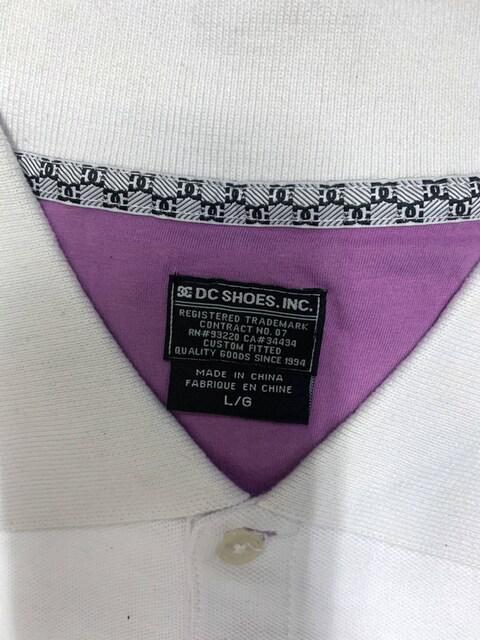 DC SHOES. INC.
REGISTERED TRADEMARK
CONTRACT NO. 07
RN#93220 CA#34434
CUSTOM FITTED
QUALITY GOODS SINCE 1994
MADE IN CHINA
FABRIQUE EN CHINE
L/G